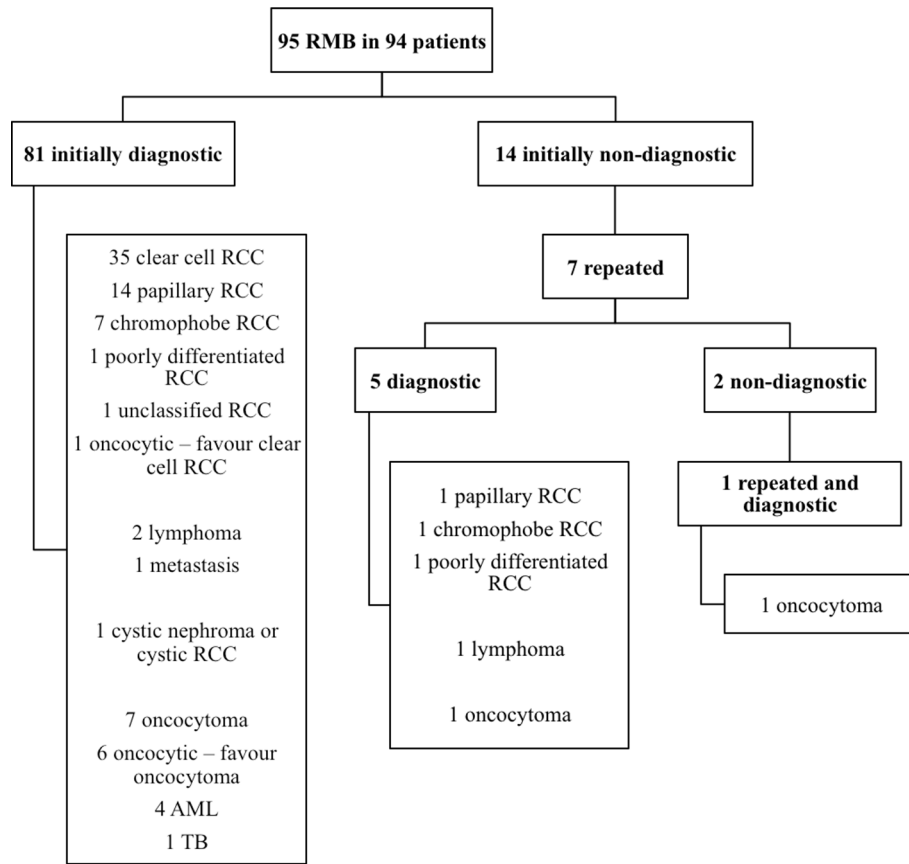 95 RMB in 94 patients
81 initially diagnostic
14 initially non-diagnostic
35 clear cell RCC
14 papillary RCC
7 chromophobe RCC
1 poorly differentiated
RCC
1 unclassified RCC
1 oncocytic – favour clear
cell RCC
2 lymphoma
1 metastasis
1 cystic nephroma or
cystic RCC
7 oncocytoma
6 oncocytic – favour
oncocytoma
4 AML
1 TB
7 repeated
5 diagnostic
2 non-diagnostic
1 papillary RCC
1 chromophobe RCC
1 poorly differentiated
RCC
1 lymphoma
1 oncocytoma
1 repeated and
diagnostic
1 oncocytoma